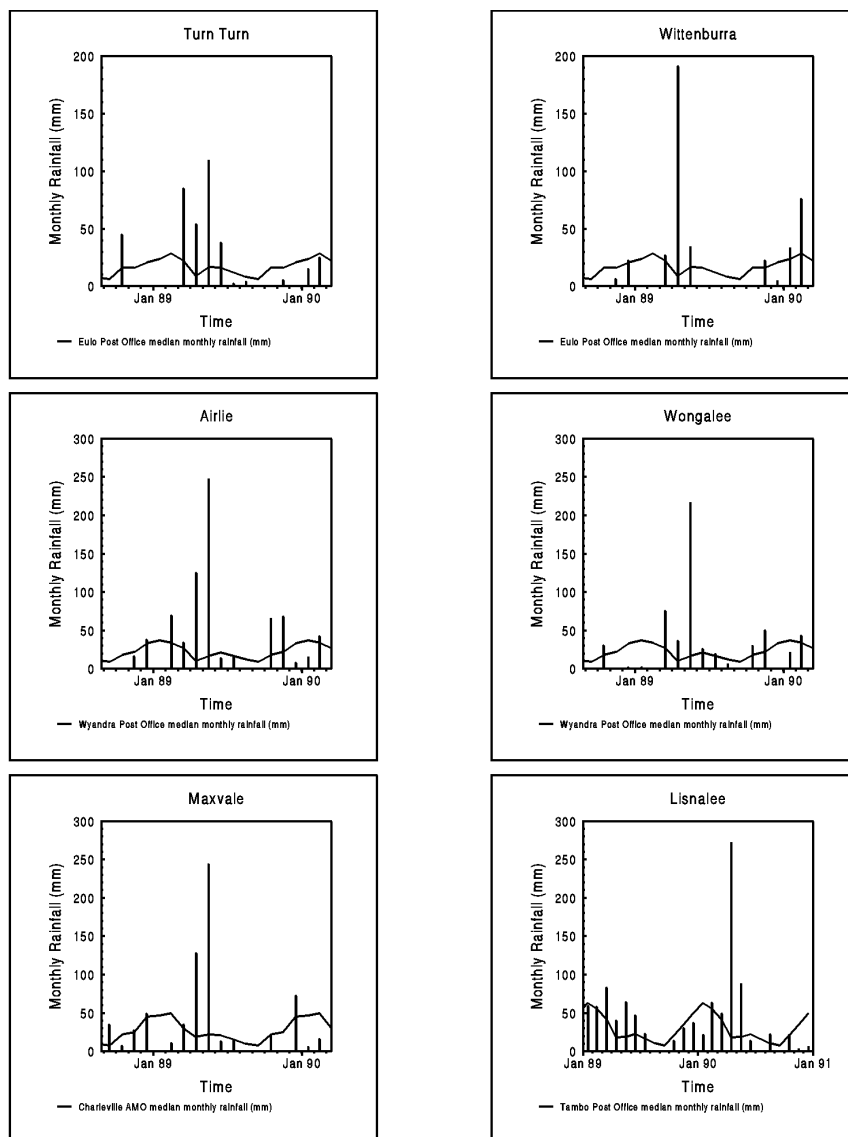 Turn Turn
200
150
100
50
0
Monthly Rainfall (mm)
Jan 89
Jan 90
Time
Eulo Post Office median monthly rainfall (mm)
Wittenburra
200
150
100
50
0
Monthly Rainfall (mm)
Jan 89
Jan 90
Time
Eulo Post Office median monthly rainfall (mm)
Airlie
300
250
200
150
100
50
0
Monthly Rainfall (mm)
Jan 89
Jan 90
Time
Wyandra Post Office median monthly rainfall (mm)
Wongalee
300
250
200
150
100
50
0
Monthly Rainfall (mm)
Jan 89
Jan 90
Time
Wyandra Post Office median monthly rainfall (mm)
Maxvale
300
250
200
150
100
50
0
Monthly Rainfall (mm)
Jan 89
Jan 90
Time
Charleville AMO median monthly rainfall (mm)
Lisnalee
300
250
200
150
100
50
0
Monthly Rainfall (mm)
Jan 89
Jan 90
Jan 91
Time
Tambo Post Office median monthly rainfall (mm)